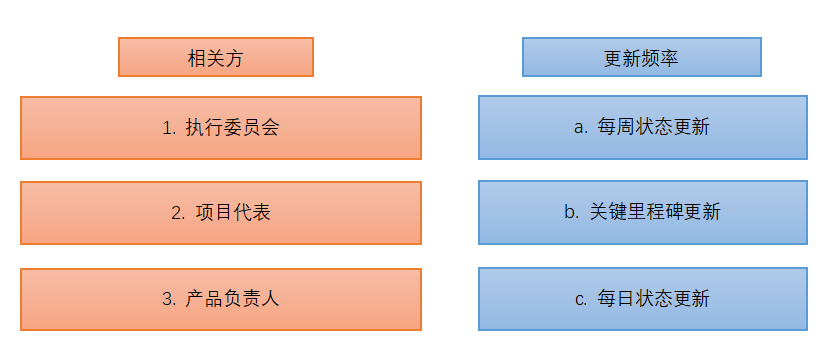 相关方
更新频率
1. 执行委员会
a. 每周状态更新
2. 项目代表
b. 关键里程碑更新
3. 产品负责人
c. 每日状态更新